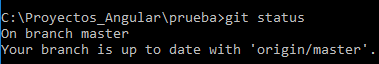 C:\Proyectos_Angular\prueba>git status
On branch master
Your branch is up to date with 'origin/master'.